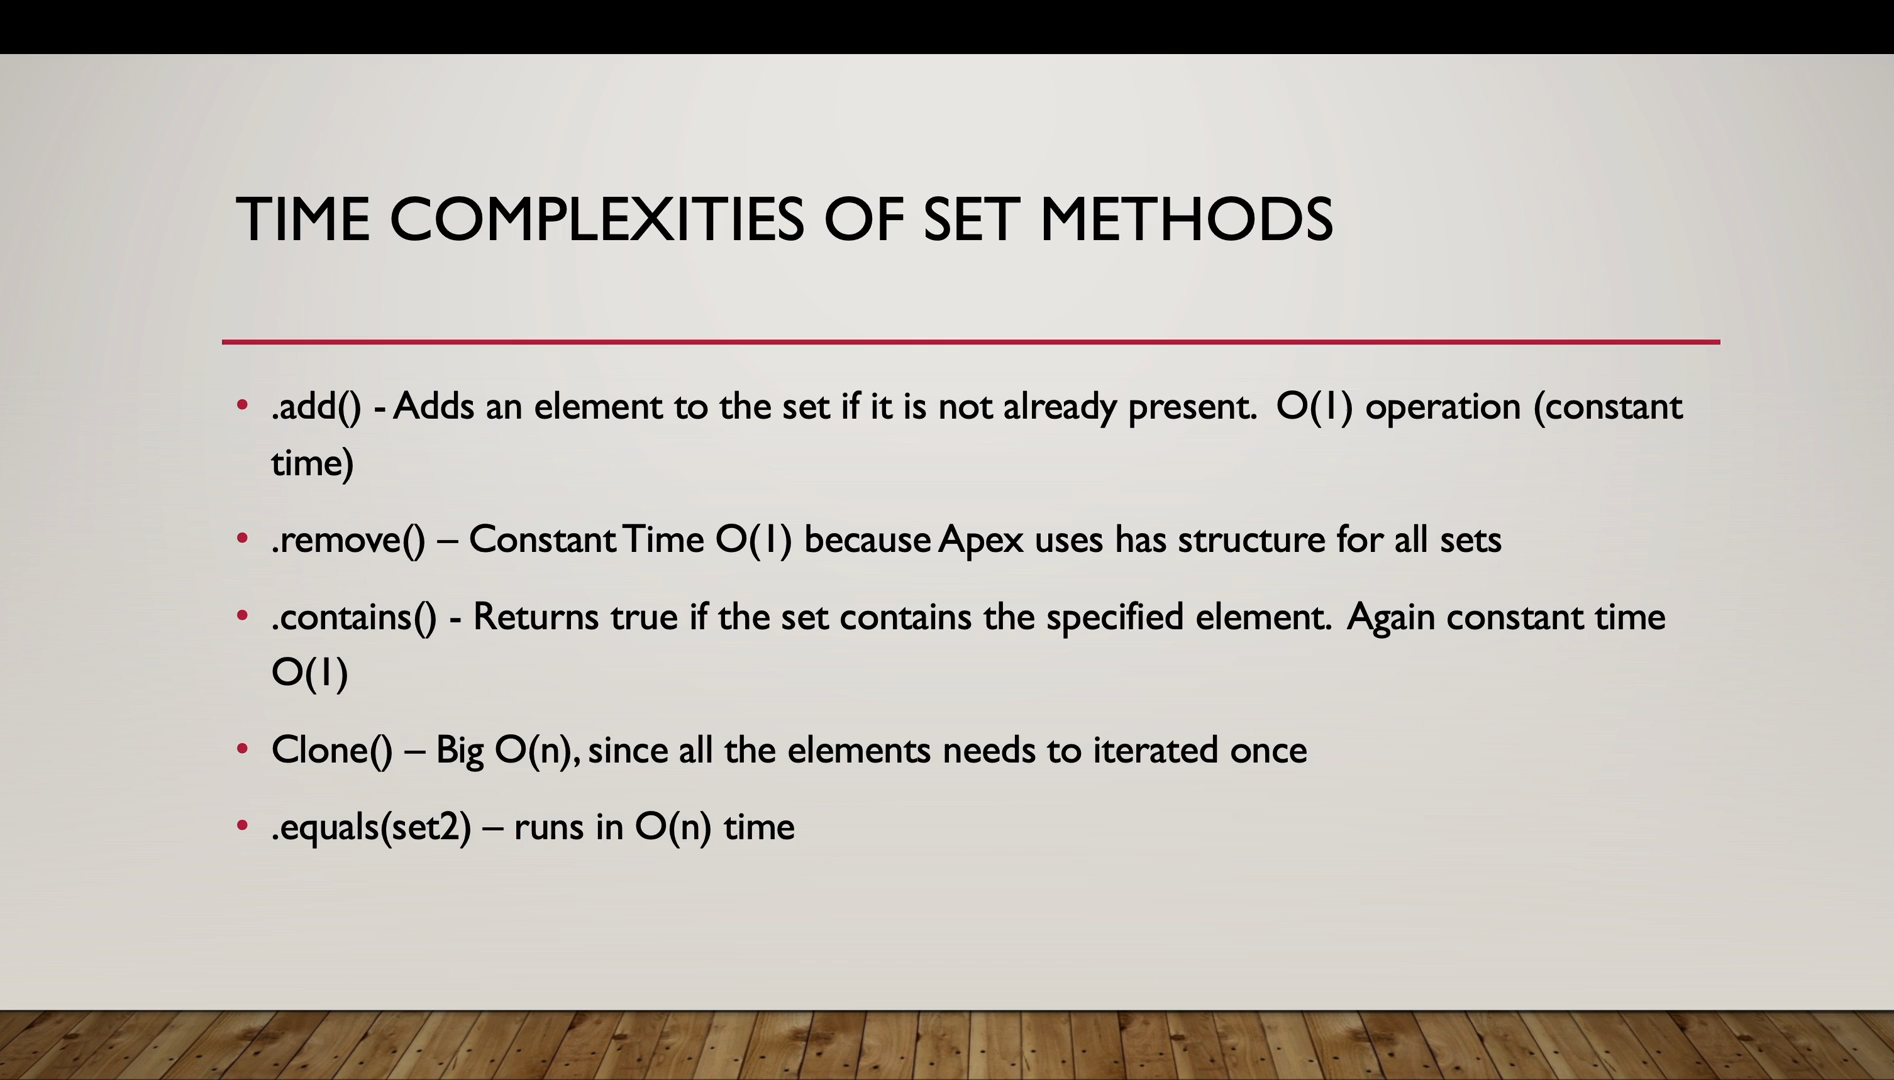 TIME COMPLEXITIES OF SET METHODS
• .add() - Adds an element to the set if it is not already present.  O(1) operation (constant
time)
• .remove() – Constant Time O(1) because Apex uses has structure for all sets
• .contains() - Returns true if the set contains the specified element.  Again constant time
O(1)
• Clone() – Big O(n), since all the elements needs to iterated once
• .equals(set2) – runs in O(n) time